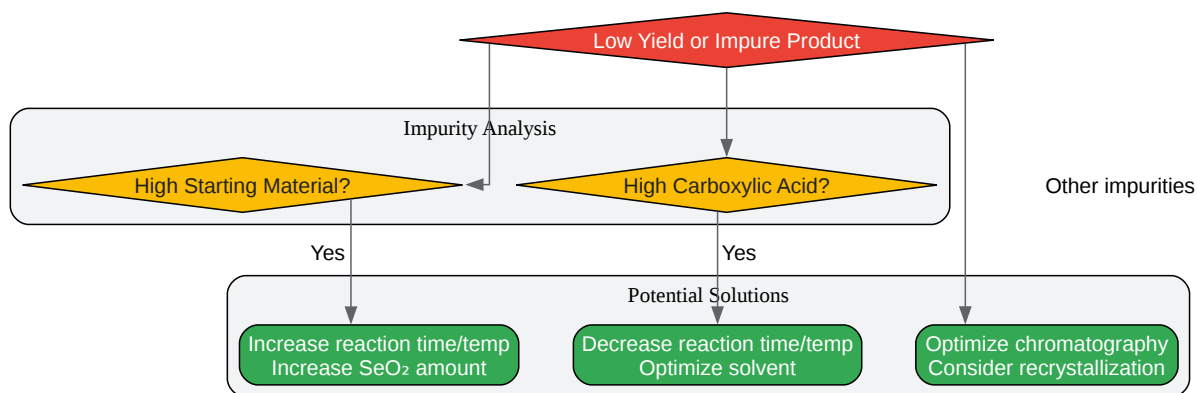 Low Yield or Impure Product
Impurity Analysis
High Starting Material?
High Carboxylic Acid?
Other impurities
Yes
Yes
Potential Solutions
Increase reaction time/temp
Increase SeO₂ amount
Decrease reaction time/temp
Optimize solvent
Optimize chromatography
Consider recrystallization